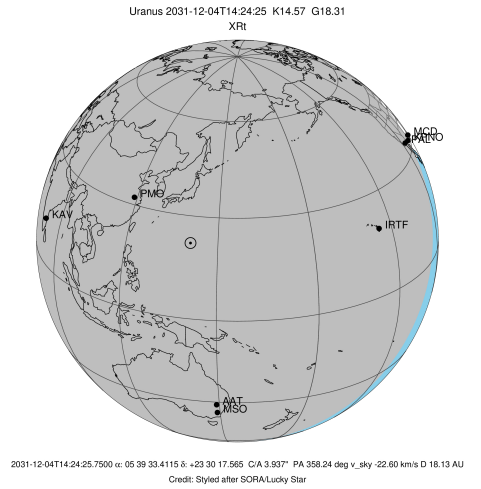 Uranus 2031-12-04T14:24:25 K14.57 G18.31
XRt
MCD
KPNO
PAL
PMO
KAV
IRTF
AAT
MSO
2031-12-04T14:24:25.7500 α: 05 39 33.4115 δ: +23 30 17.565 C/A 3.937" PA 358.24 deg v_sky -22.60 km/s D 18.13 AU
Credit: Styled after SORA/Lucky Star